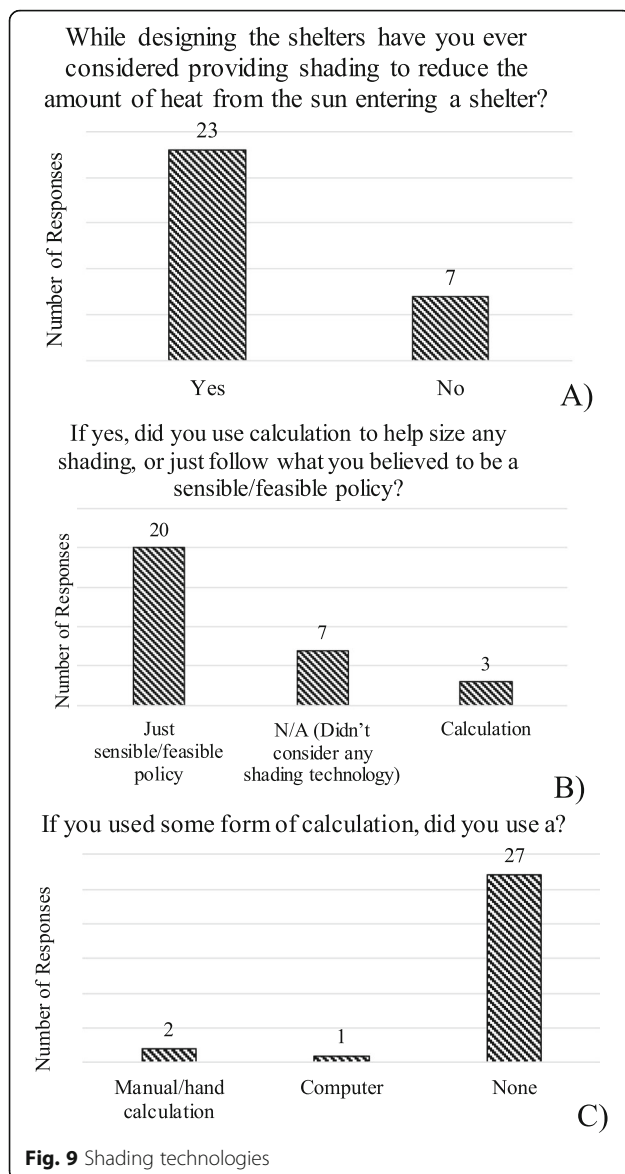 While designing the shelters have you ever
considered providing shading to reduce the
amount of heat from the sun entering a shelter?
Number of Responses
23
7
Yes
No
A)
If yes, did you use calculation to help size any
shading, or just follow what you believed to be a
sensible/feasible policy?
Number of Responses
20
7
3
Just
sensible/feasible
policy
N/A (Didn't
consider any
shading technology)
Calculation
B)
If you used some form of calculation, did you use a?
Number of Responses
2
1
27
Manual/hand
calculation
Computer
None
C)
Fig. 9 Shading technologies